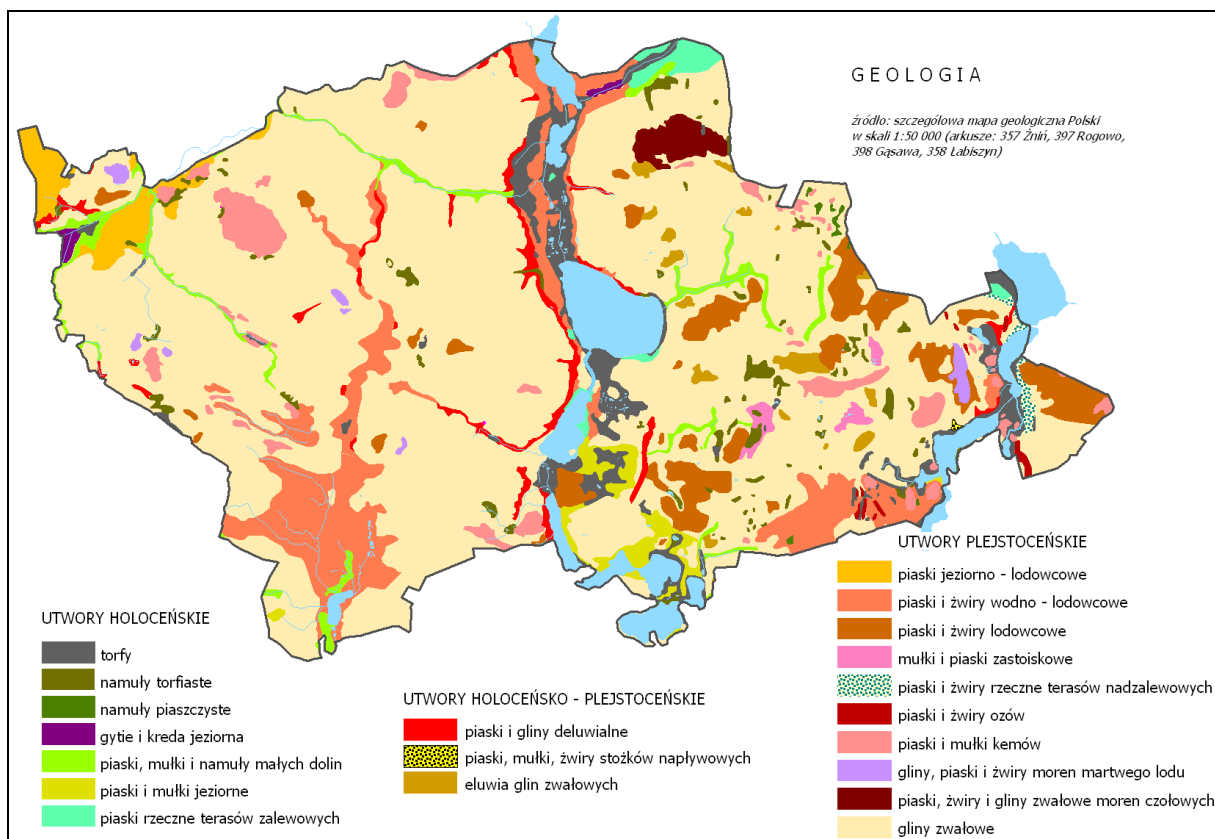 GEOLOGIA
źródło: szczegółowa mapa geologiczna Polski
w skali 1:50 000 (arkusze: 357 Żnin, 397 Rogowo,
398 Gąsawa, 358 Łabiszyn)
UTWORY HOLOCEŃSKIE
torfy
namuły torfiaste
namuły piaszczyste
gytie i kreda jeziorna
piaski, mułki i namuły małych dolin
piaski i mułki jeziorne
piaski rzeczne terasów zalewowych
UTWORY HOLOCEŃSKO - PLEJSTOCEŃSKIE
piaski i gliny deluwialne
piaski, mułki, żwiry stożków napływowych
eluwia glin zwałowych
UTWORY PLEJSTOCEŃSKIE
piaski jeziorno - lodowcowe
piaski i żwiry wodno - lodowcowe
piaski i żwiry lodowcowe
mułki i piaski zastoiskowe
piaski i żwiry rzeczne terasów nadzalewowych
piaski i żwiry ozów
piaski i mułki kemów
gliny, piaski i żwiry moren martwego lodu
piaski, żwiry i gliny zwałowe moren czołowych
gliny zwałowe